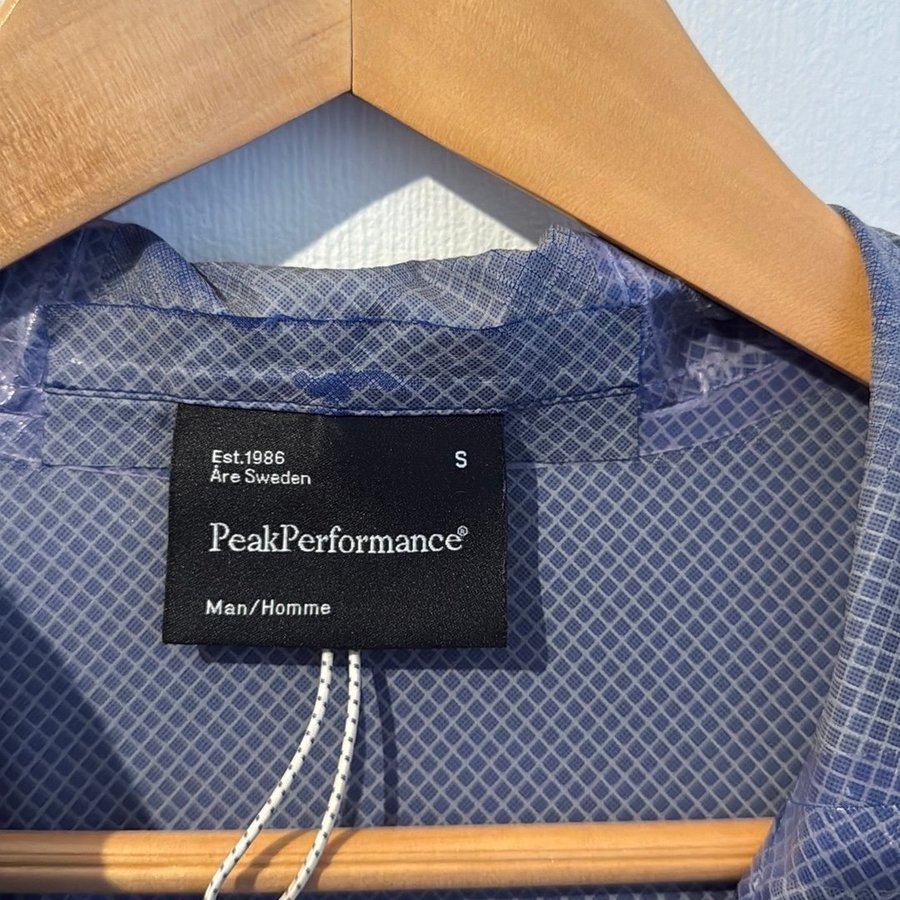 Est.1986
S
Åre Sweden
PeakPerformance®
Man/Homme